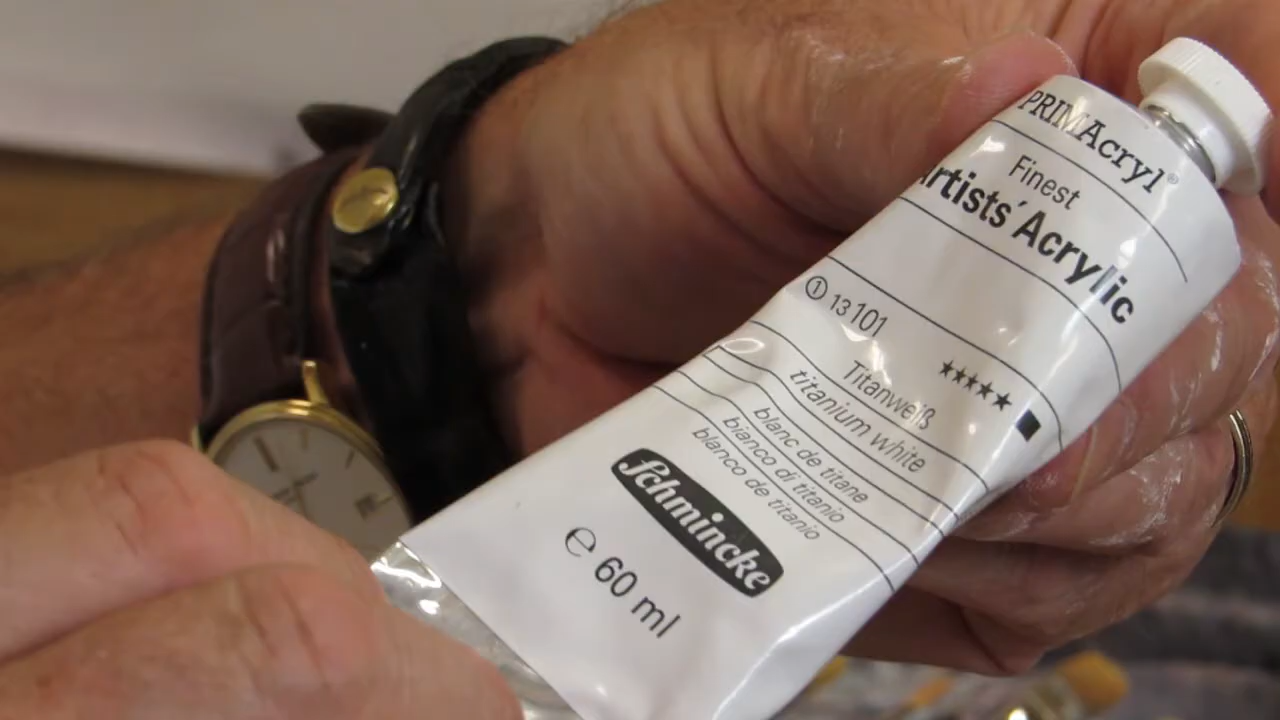 PRIMAcryl®
Finest
Artists' Acrylic
① 13 101
★★★★★
Titanweiß
titanium white
blanc de titane
bianco di titanio
blanco de titanio
Schmincke
℮ 60 ml